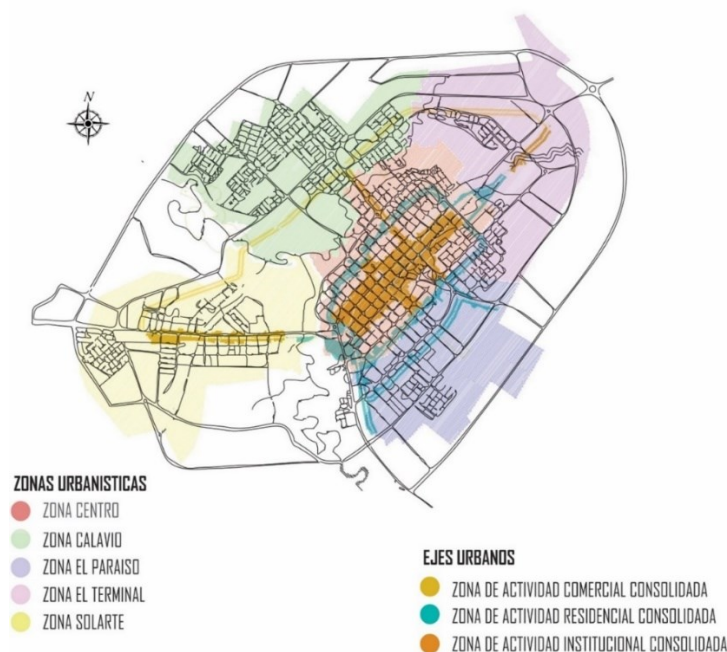 N
ZONAS URBANISTICAS
ZONA CENTRO
ZONA CALAVIO
ZONA EL PARAISO
ZONA EL TERMINAL
ZONA SOLARTE
EJES URBANOS
ZONA DE ACTIVIDAD COMERCIAL CONSOLIDADA
ZONA DE ACTIVIDAD RESIDENCIAL CONSOLIDADA
ZONA DE ACTIVIDAD INSTITUCIONAL CONSOLIDADA